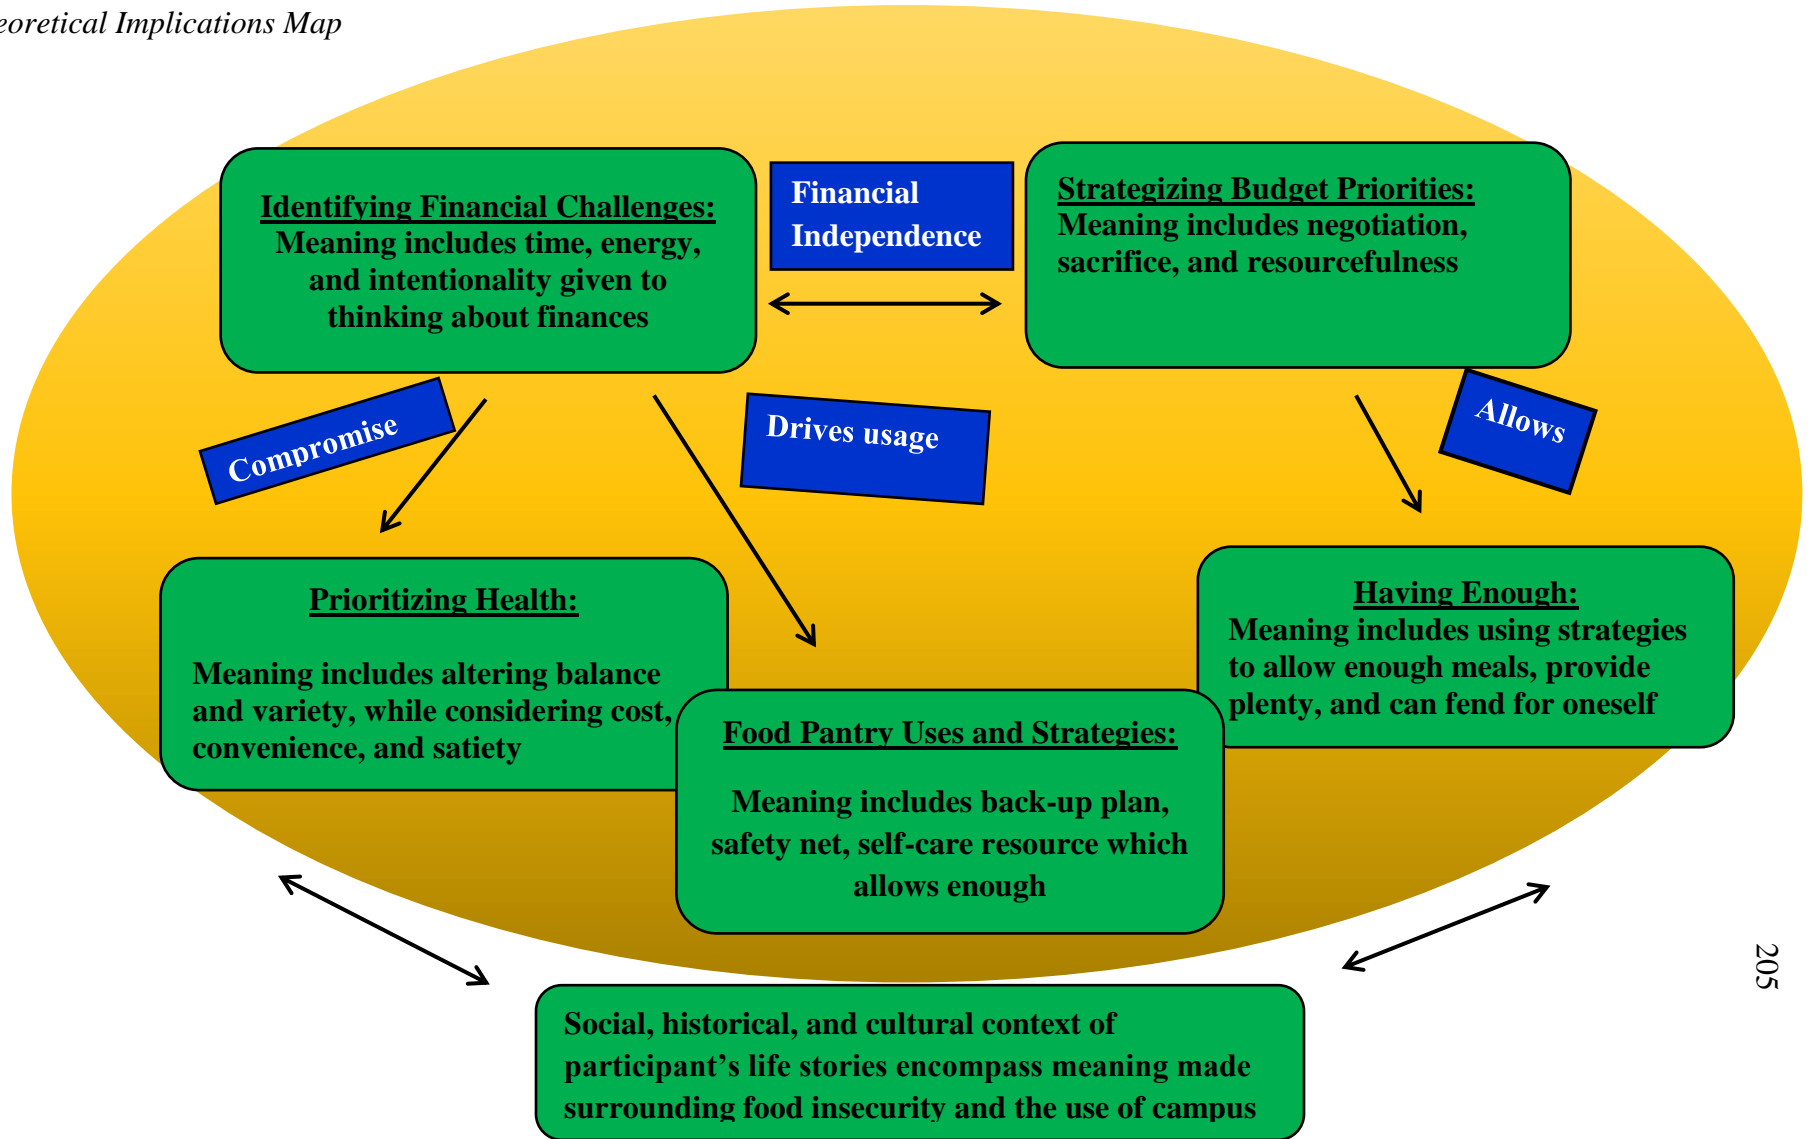 eoretical Implications Map
Identifying Financial Challenges:
Meaning includes time, energy,
and intentionality given to
thinking about finances
Financial
Independence
Strategizing Budget Priorities:
Meaning includes negotiation,
sacrifice, and resourcefulness
Compromise
Drives usage
Allows
Prioritizing Health:
Meaning includes altering balance
and variety, while considering cost,
convenience, and satiety
Food Pantry Uses and Strategies:
Meaning includes back-up plan,
safety net, self-care resource which
allows enough
Having Enough:
Meaning includes using strategies
to allow enough meals, provide
plenty, and can fend for oneself
Social, historical, and cultural context of
participant’s life stories encompass meaning made
surrounding food insecurity and the use of campus
205